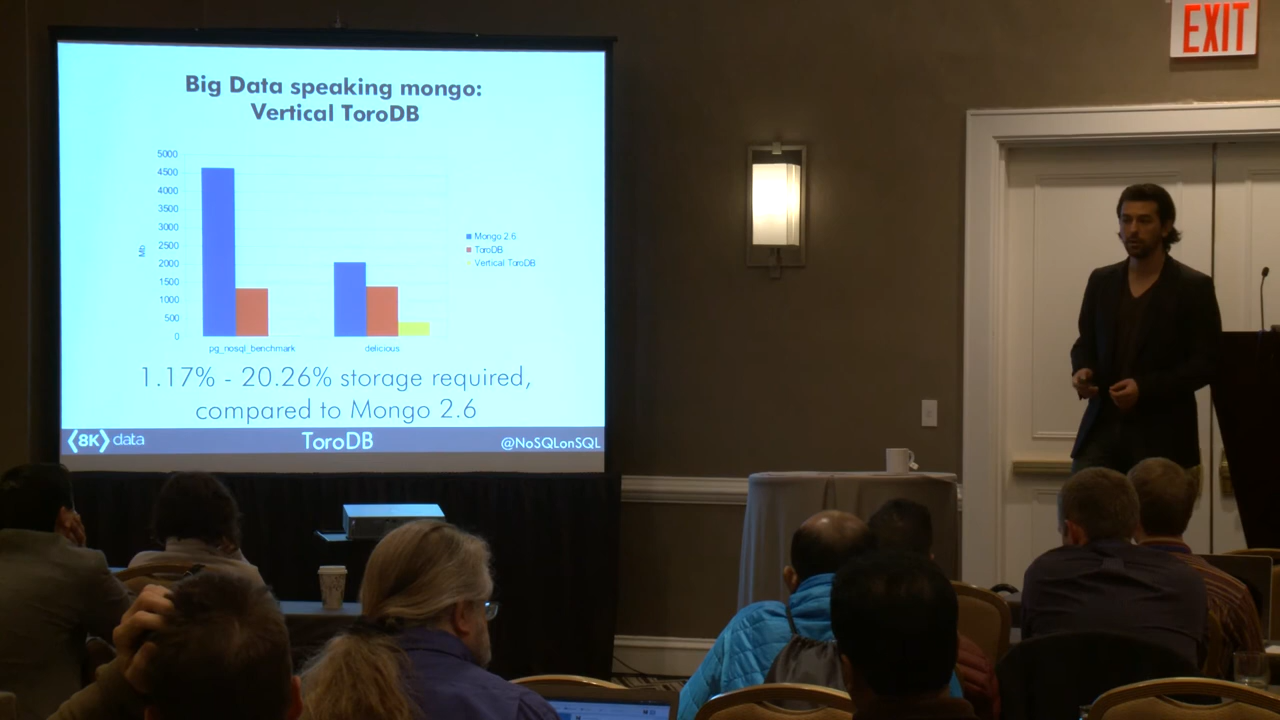 EXIT
Big Data speaking mongo:
Vertical ToroDB
5000
4500
4000
3500
3000
2500
2000
1500
1000
500
0
Mb
Mongo 2.6
ToroDB
Vertical ToroDB
pg_nosql_benchmark
delicious
1.17% - 20.26% storage required,
compared to Mongo 2.6
8K data
ToroDB
@NoSQLonSQL